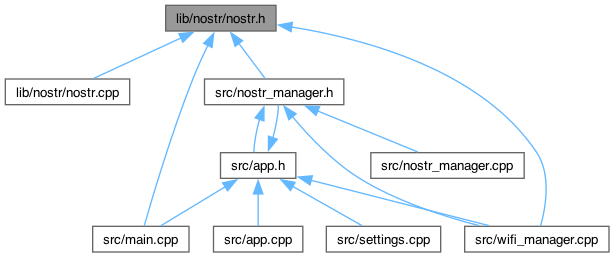 lib/nostr/nostr.h
lib/nostr/nostr.cpp
src/nostr_manager.h
src/app.h
src/nostr_manager.cpp
src/main.cpp
src/app.cpp
src/settings.cpp
src/wifi_manager.cpp